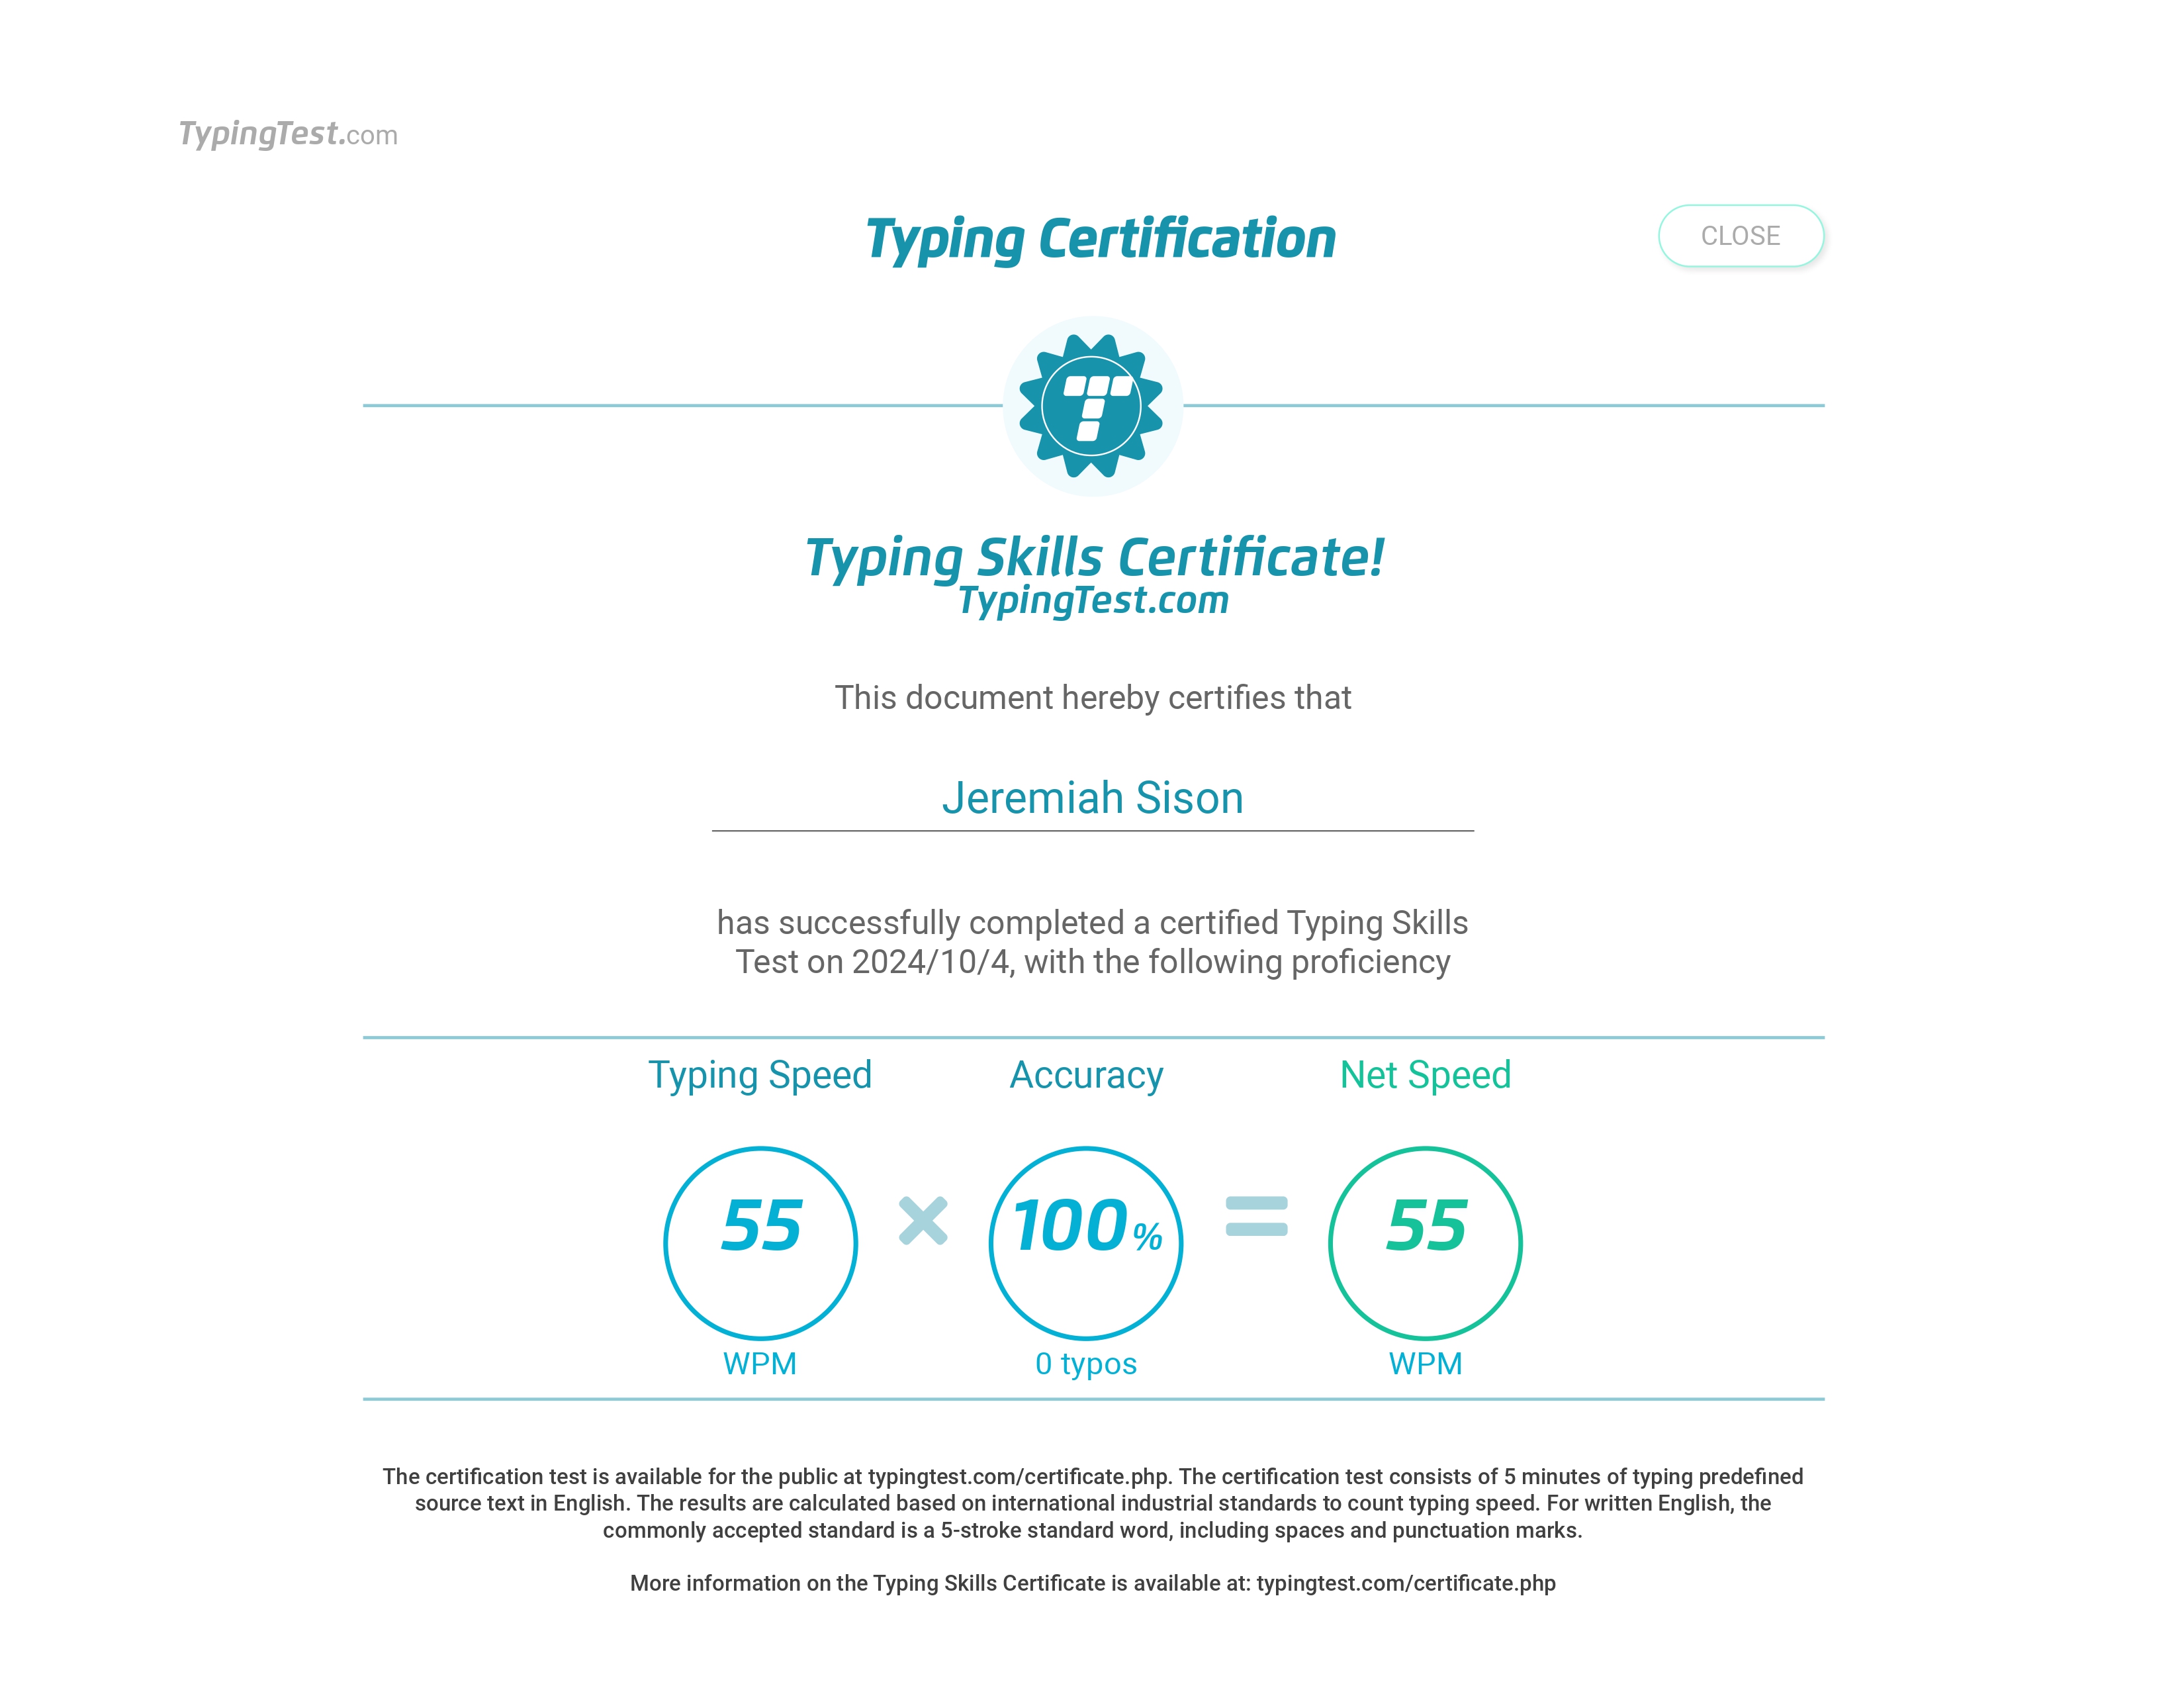 TypingTest.com
Typing Certification
CLOSE
Typing Skills Certificate!
TypingTest.com
This document hereby certifies that
Jeremiah Sison
has successfully completed a certified Typing Skills
Test on 2024/10/4, with the following proficiency
Typing Speed Accuracy Net Speed
55 × 100% = 55
WPM 0 typos WPM
The certification test is available for the public at typingtest.com/certificate.php. The certification test consists of 5 minutes of typing predefined
source text in English. The results are calculated based on international industrial standards to count typing speed. For written English, the
commonly accepted standard is a 5-stroke standard word, including spaces and punctuation marks.
More information on the Typing Skills Certificate is available at: typingtest.com/certificate.php